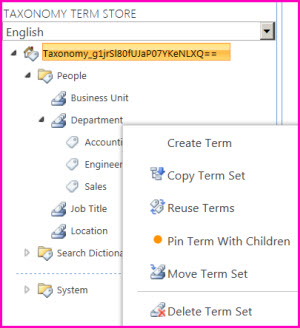 TAXONOMY TERM STORE
English
Taxonomy_g1jrSl80fUJaP07YKeNLXQ==
People
Business Unit
Department
Accounti
Engineer
Sales
Job Title
Location
Search Dictiona
System
Create Term
Copy Term Set
Reuse Terms
Pin Term With Children
Move Term Set
Delete Term Set